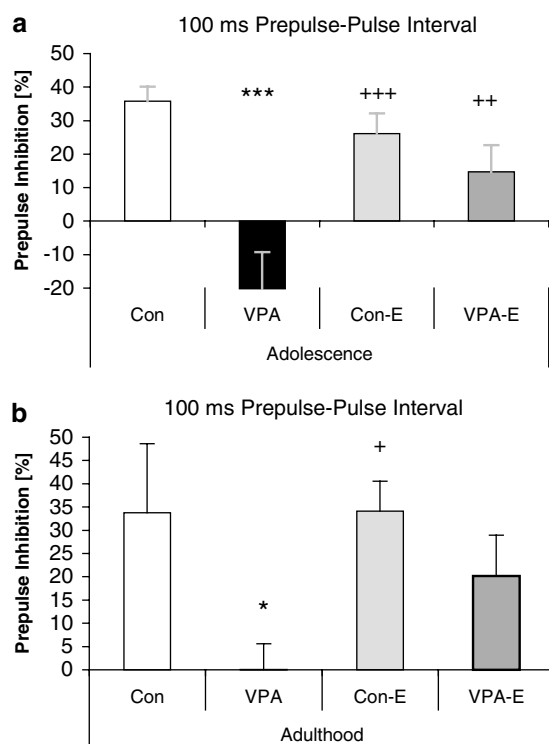 a
100 ms Prepulse-Pulse Interval
Prepulse Inhibition [%]
50
40
30
20
10
0
-10
-20
***
+++
++
Con VPA Con-E VPA-E
Adolescence
b
100 ms Prepulse-Pulse Interval
Prepulse Inhibition [%]
50
45
40
35
30
25
20
15
10
5
0
*
+
Con VPA Con-E VPA-E
Adulthood